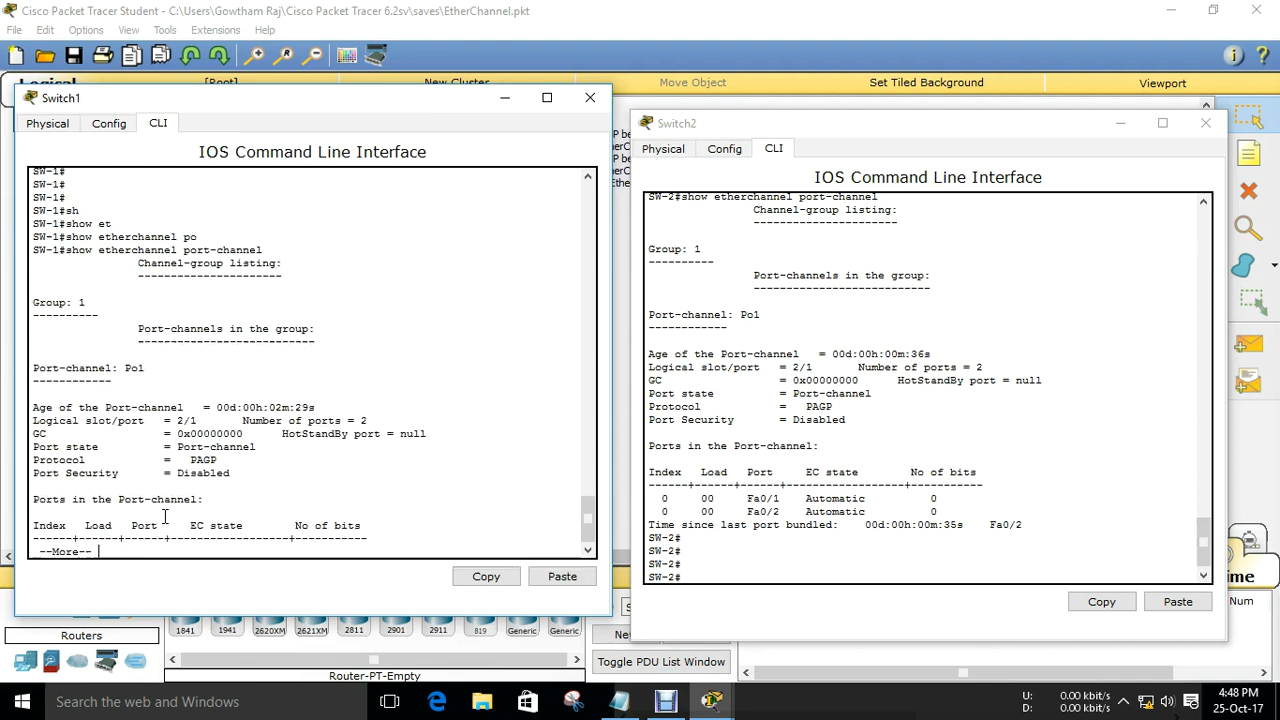 Cisco Packet Tracer Student - C:\Users\Gowtham Raj\Cisco Packet Tracer 6.2sv\saves\EtherChannel.pkt
File Edit Options View Tools Extensions Help
Logical [Root] New Cluster Move Object Set Tiled Background Viewport
Switch1
Physical Config CLI
IOS Command Line Interface
SW-1#
SW-1#
SW-1#
SW-1#sh
SW-1#show et
SW-1#show etherchannel po
SW-1#show etherchannel port-channel
Channel-group listing:
----------------------
Group: 1
----------
Port-channels in the group:
---------------------------
Port-channel: Po1
------------
Age of the Port-channel = 00d:00h:02m:29s
Logical slot/port = 2/1 Number of ports = 2
GC = 0x00000000 HotStandBy port = null
Port state = Port-channel
Protocol = PAGP
Port Security = Disabled
Ports in the Port-channel:
Index Load Port EC state No of bits
------+------+------+------------------+-----------
--More--
Copy Paste
Switch2
Physical Config CLI
IOS Command Line Interface
SW-2#show etherchannel port-channel
Channel-group listing:
----------------------
Group: 1
----------
Port-channels in the group:
---------------------------
Port-channel: Po1
------------
Age of the Port-channel = 00d:00h:00m:36s
Logical slot/port = 2/1 Number of ports = 2
GC = 0x00000000 HotStandBy port = null
Port state = Port-channel
Protocol = PAGP
Port Security = Disabled
Ports in the Port-channel:
Index Load Port EC state No of bits
------+------+------+------------------+-----------
0 00 Fa0/1 Automatic 0
0 00 Fa0/2 Automatic 0
Time since last port bundled: 00d:00h:00m:35s Fa0/2
SW-2#
SW-2#
SW-2#
SW-2#
Copy Paste
Routers
1841 1941 2620XM 2621XM 2811 2901 2911 819 Generic Generic
Router-PT-Empty
Toggle PDU List Window
Num
Search the web and Windows
U: 0.00 kbit/s
D: 0.00 kbit/s
4:48 PM
25-Oct-17